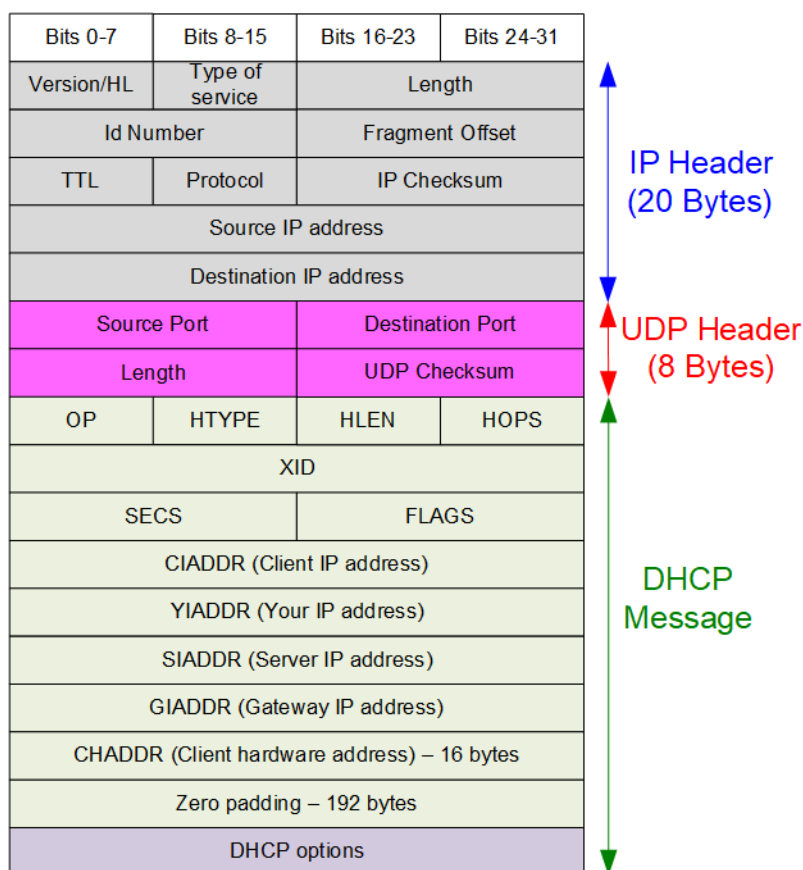 Bits 0-7 Bits 8-15 Bits 16-23 Bits 24-31
Version/HL Type of service Length
Id Number Fragment Offset
TTL Protocol IP Checksum
Source IP address
Destination IP address
IP Header
(20 Bytes)
Source Port Destination Port
Length UDP Checksum
UDP Header
(8 Bytes)
OP HTYPE HLEN HOPS
XID
SECS FLAGS
CIADDR (Client IP address)
YIADDR (Your IP address)
SIADDR (Server IP address)
GIADDR (Gateway IP address)
CHADDR (Client hardware address) – 16 bytes
Zero padding – 192 bytes
DHCP options
DHCP
Message